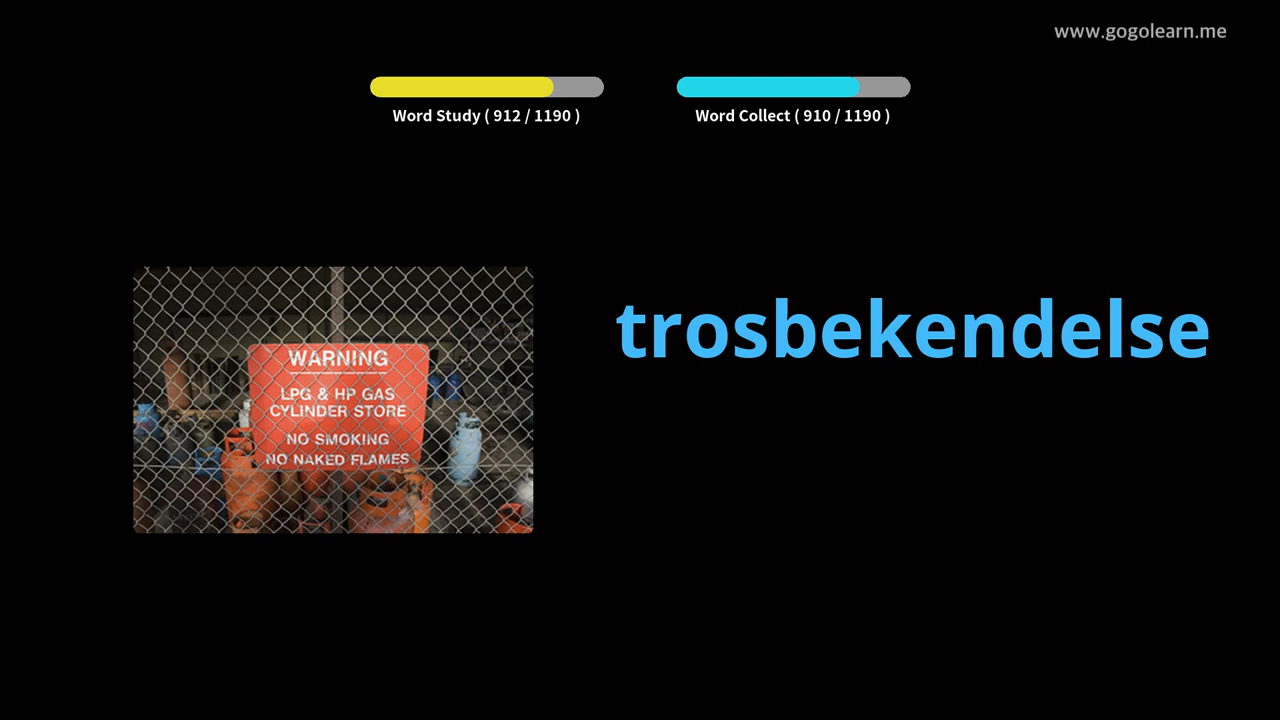 www.gogolearn.me
Word Study ( 912 / 1190 )
Word Collect ( 910 / 1190 )
trosbekendelse
WARNING
LPG & HP GAS
CYLINDER STORE
NO SMOKING
NO NAKED FLAMES